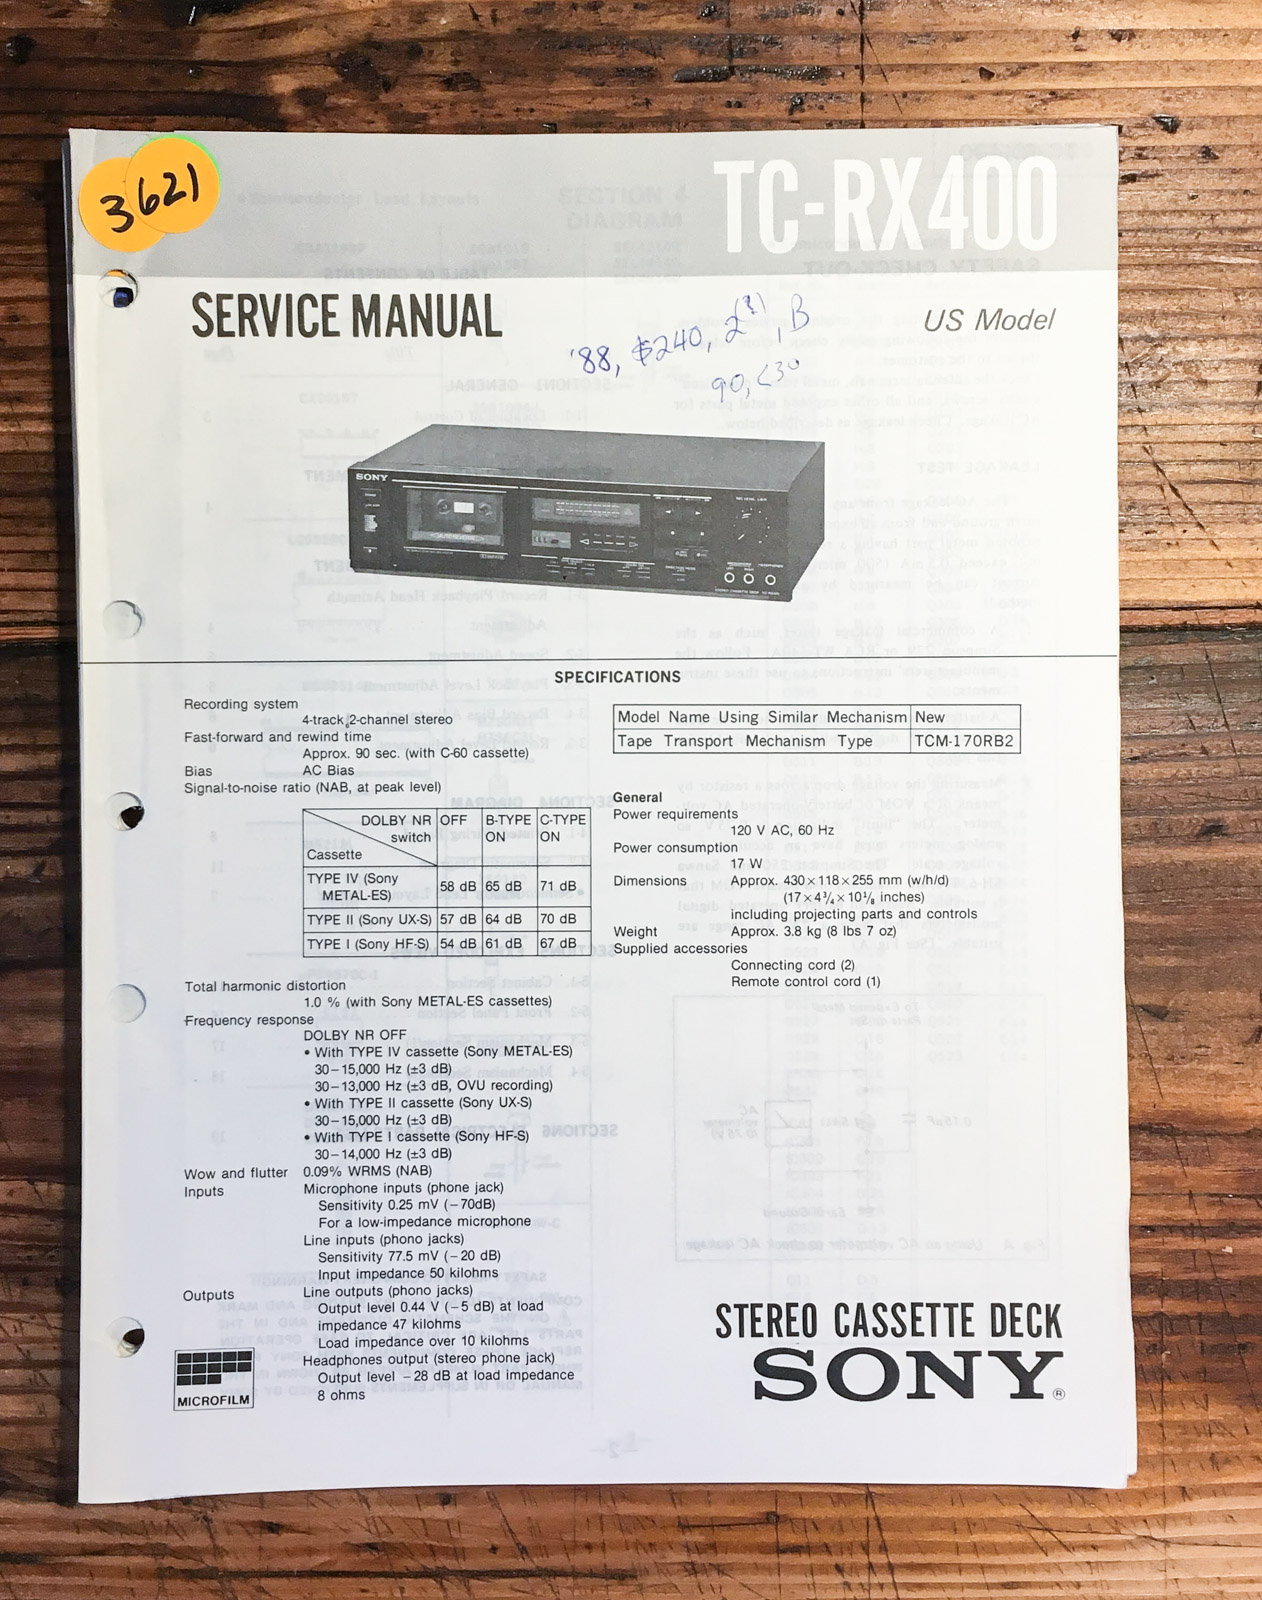 3621
TC-RX400
SERVICE MANUAL
US Model
'88, $240, 2 , B
90, <30
SONY
SPECIFICATIONS
Recording system
4-track 2-channel stereo
Fast-forward and rewind time
Approx. 90 sec. (with C-60 cassette)
Bias AC Bias
Signal-to-noise ratio (NAB, at peak level)
DOLBY NR switch OFF B-TYPE ON C-TYPE ON
Cassette
TYPE IV (Sony METAL-ES) 58 dB 65 dB 71 dB
TYPE II (Sony UX-S) 57 dB 64 dB 70 dB
TYPE I (Sony HF-S) 54 dB 61 dB 67 dB
Total harmonic distortion
1.0 % (with Sony METAL-ES cassettes)
Frequency response
DOLBY NR OFF
• With TYPE IV cassette (Sony METAL-ES)
30–15,000 Hz (±3 dB)
30–13,000 Hz (±3 dB, OVU recording)
• With TYPE II cassette (Sony UX-S)
30–15,000 Hz (±3 dB)
• With TYPE I cassette (Sony HF-S)
30–14,000 Hz (±3 dB)
Wow and flutter 0.09% WRMS (NAB)
Inputs Microphone inputs (phone jack)
Sensitivity 0.25 mV (–70dB)
For a low-impedance microphone
Line inputs (phono jacks)
Sensitivity 77.5 mV (–20 dB)
Input impedance 50 kilohms
Outputs Line outputs (phono jacks)
Output level 0.44 V (–5 dB) at load
impedance 47 kilohms
Load impedance over 10 kilohms
Headphones output (stereo phone jack)
Output level –28 dB at load impedance
8 ohms
MICROFILM
Model Name Using Similar Mechanism New
Tape Transport Mechanism Type TCM-170RB2
General
Power requirements
120 V AC, 60 Hz
Power consumption
17 W
Dimensions Approx. 430×118×255 mm (w/h/d)
(17×4¾×10⅛ inches)
including projecting parts and controls
Weight Approx. 3.8 kg (8 lbs 7 oz)
Supplied accessories
Connecting cord (2)
Remote control cord (1)
STEREO CASSETTE DECK
SONY®